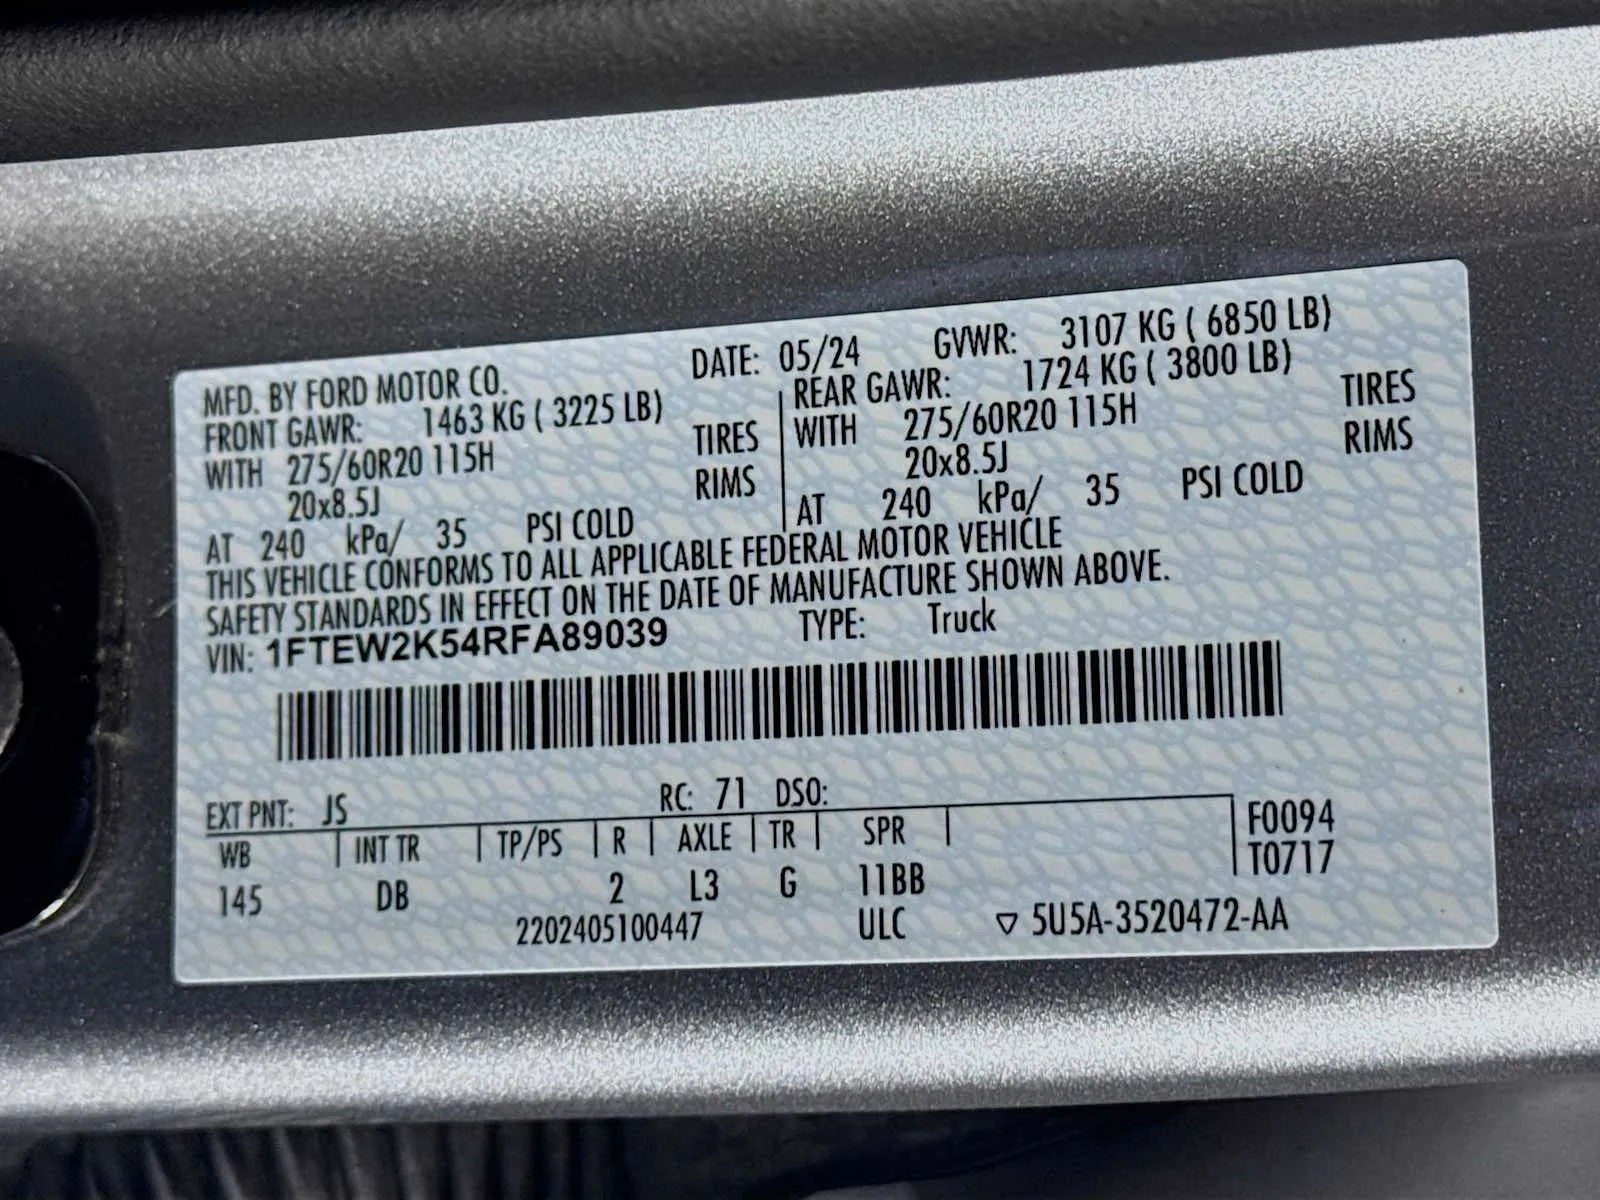 MFD. BY FORD MOTOR CO. DATE: 05/24 GVWR: 3107 KG ( 6850 LB)
FRONT GAWR: 1463 KG ( 3225 LB) REAR GAWR: 1724 KG ( 3800 LB)
WITH 275/60R20 115H TIRES WITH 275/60R20 115H TIRES
20x8.5J RIMS 20x8.5J RIMS
AT 240 kPa/ 35 PSI COLD AT 240 kPa/ 35 PSI COLD
THIS VEHICLE CONFORMS TO ALL APPLICABLE FEDERAL MOTOR VEHICLE
SAFETY STANDARDS IN EFFECT ON THE DATE OF MANUFACTURE SHOWN ABOVE.
VIN: 1FTEW2K54RFA89039 TYPE: Truck
EXT PNT: JS RC: 71 DSO:
WB INT TR TP/PS R AXLE TR SPR F0094
145 DB 2 L3 G 11BB T0717
2202405100447 ULC ▽ 5U5A-3520472-AA